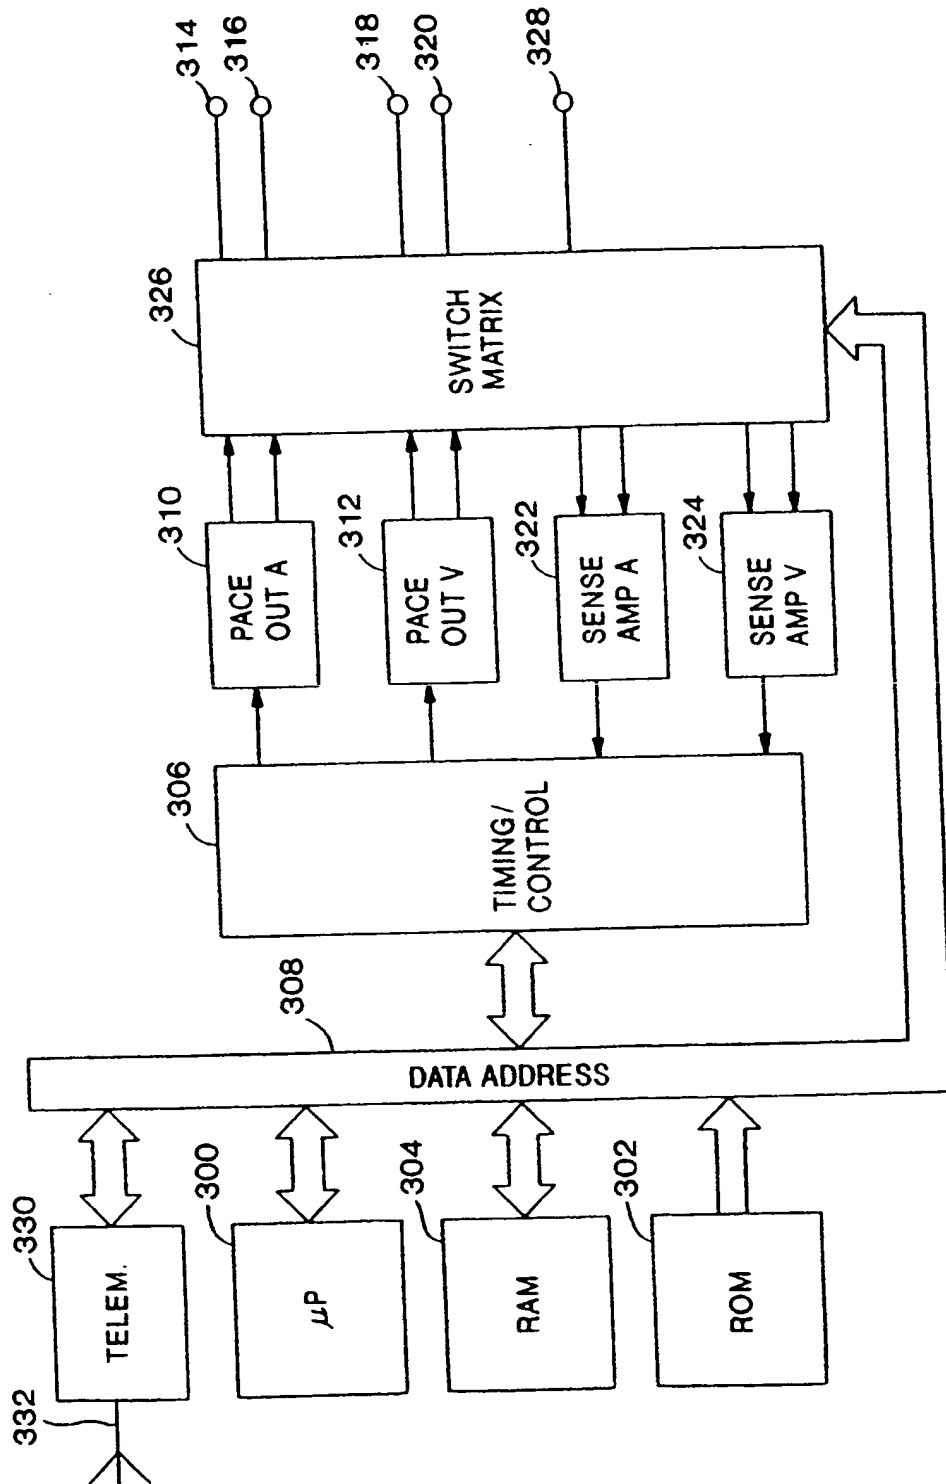 332
330
TELEM.
300
µP
304
RAM
302
ROM
308
DATA ADDRESS
306
TIMING/
CONTROL
310
PACE
OUT A
312
PACE
OUT V
322
SENSE
AMP A
324
SENSE
AMP V
326
SWITCH
MATRIX
314
316
318
320
328